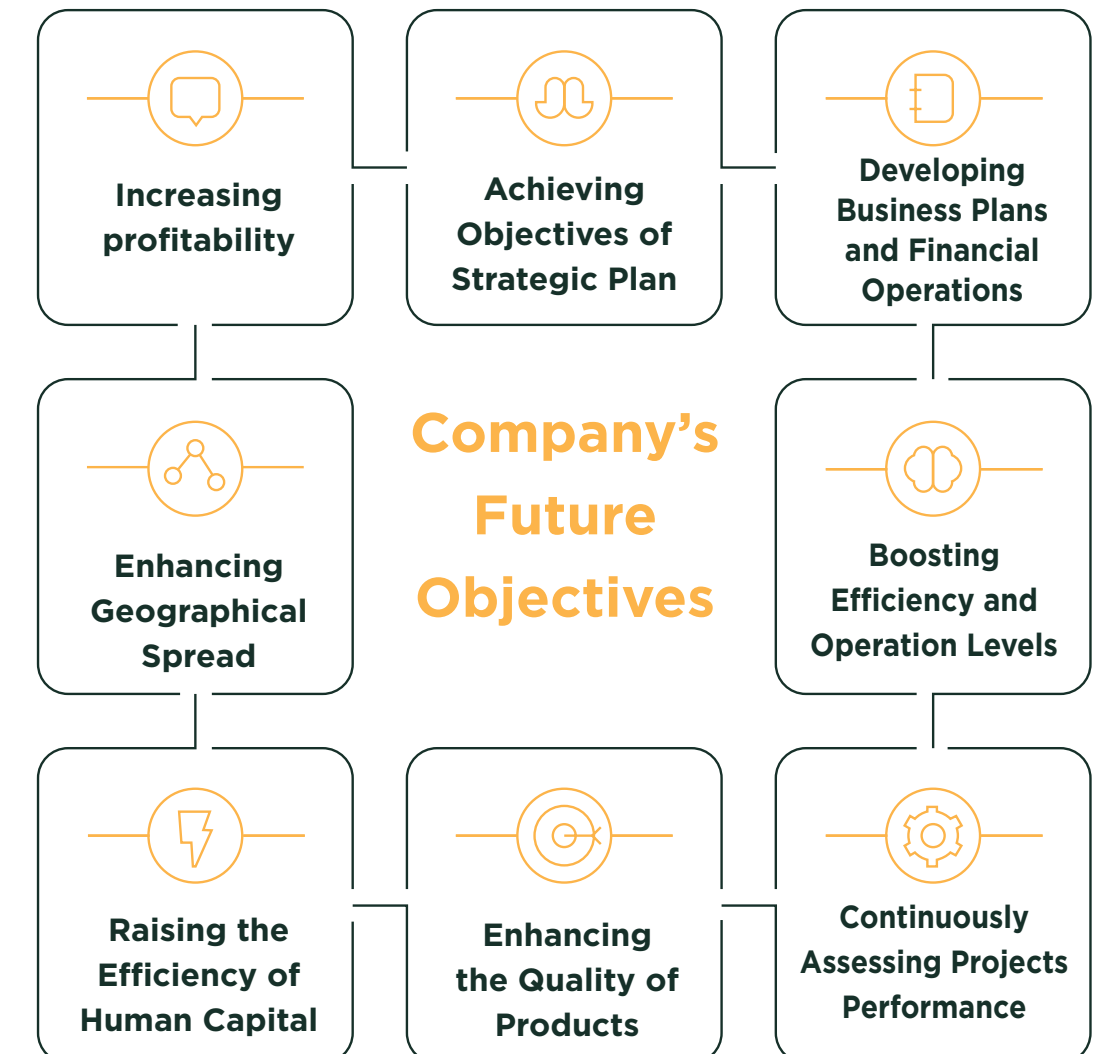 Increasing
profitability
Achieving
Objectives of
Strategic Plan
Developing
Business Plans
and Financial
Operations
Company’s
Future
Objectives
Enhancing
Geographical
Spread
Boosting
Efficiency and
Operation Levels
Raising the
Efficiency of
Human Capital
Enhancing
the Quality of
Products
Continuously
Assessing Projects
Performance